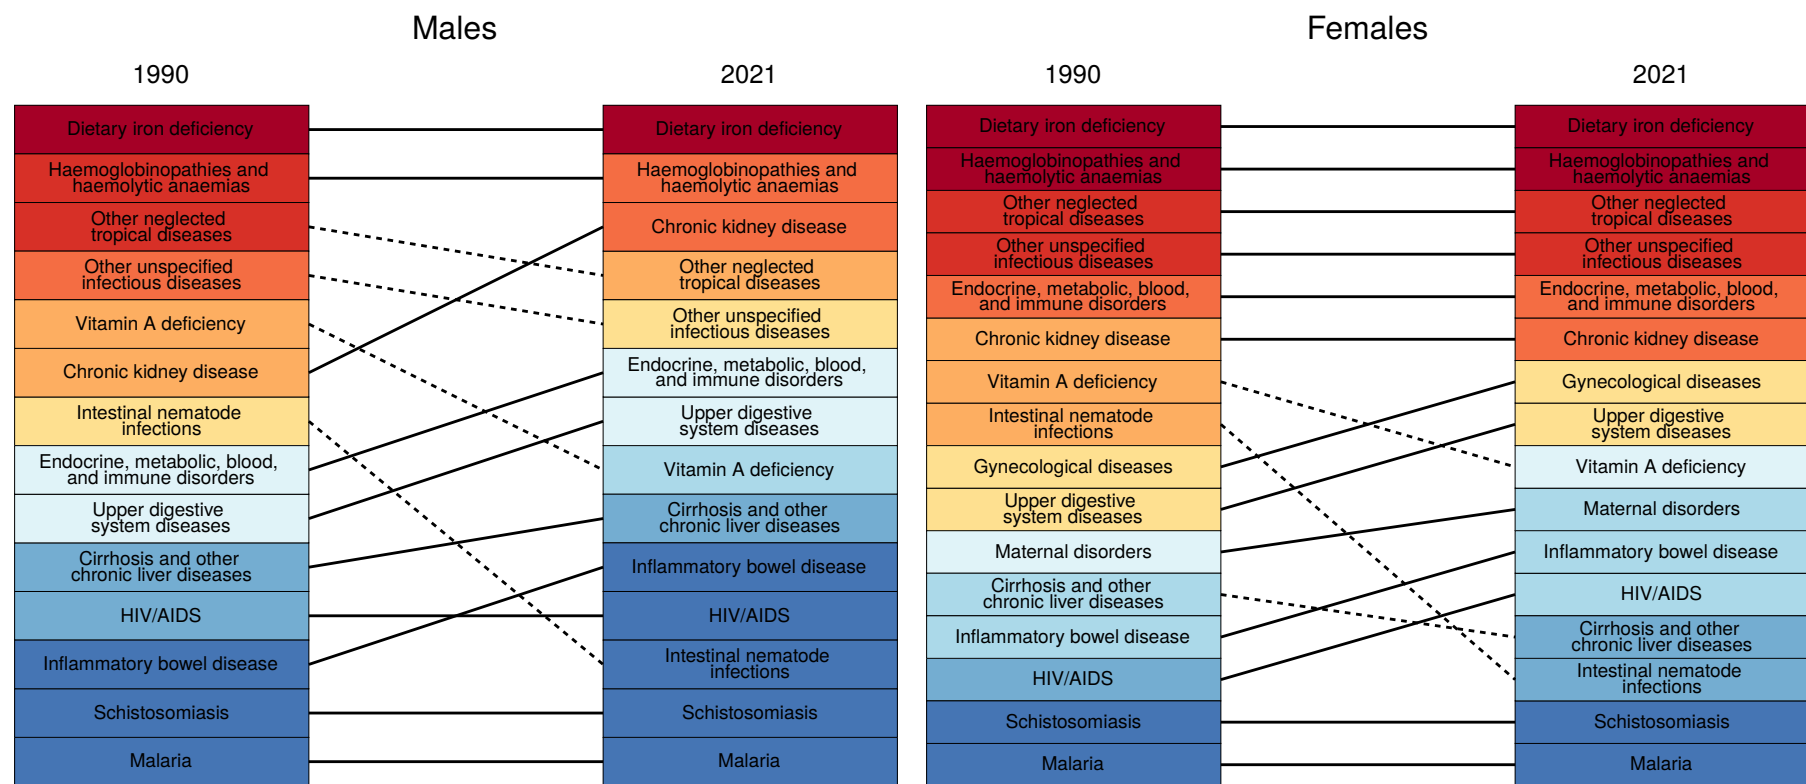 Males
1990
2021
Dietary iron deficiency
Haemoglobinopathies and
haemolytic anaemias
Other neglected
tropical diseases
Other unspecified
infectious diseases
Vitamin A deficiency
Chronic kidney disease
Intestinal nematode
infections
Endocrine, metabolic, blood,
and immune disorders
Upper digestive
system diseases
Cirrhosis and other
chronic liver diseases
HIV/AIDS
Inflammatory bowel disease
Schistosomiasis
Malaria
Dietary iron deficiency
Haemoglobinopathies and
haemolytic anaemias
Chronic kidney disease
Other neglected
tropical diseases
Other unspecified
infectious diseases
Endocrine, metabolic, blood,
and immune disorders
Upper digestive
system diseases
Vitamin A deficiency
Cirrhosis and other
chronic liver diseases
Inflammatory bowel disease
HIV/AIDS
Intestinal nematode
infections
Schistosomiasis
Malaria
Females
1990
2021
Dietary iron deficiency
Haemoglobinopathies and
haemolytic anaemias
Other neglected
tropical diseases
Other unspecified
infectious diseases
Endocrine, metabolic, blood,
and immune disorders
Chronic kidney disease
Vitamin A deficiency
Intestinal nematode
infections
Gynecological diseases
Upper digestive
system diseases
Maternal disorders
Cirrhosis and other
chronic liver diseases
Inflammatory bowel disease
HIV/AIDS
Schistosomiasis
Malaria
Dietary iron deficiency
Haemoglobinopathies and
haemolytic anaemias
Other neglected
tropical diseases
Other unspecified
infectious diseases
Endocrine, metabolic, blood,
and immune disorders
Chronic kidney disease
Gynecological diseases
Upper digestive
system diseases
Vitamin A deficiency
Maternal disorders
Inflammatory bowel disease
HIV/AIDS
Cirrhosis and other
chronic liver diseases
Intestinal nematode
infections
Schistosomiasis
Malaria